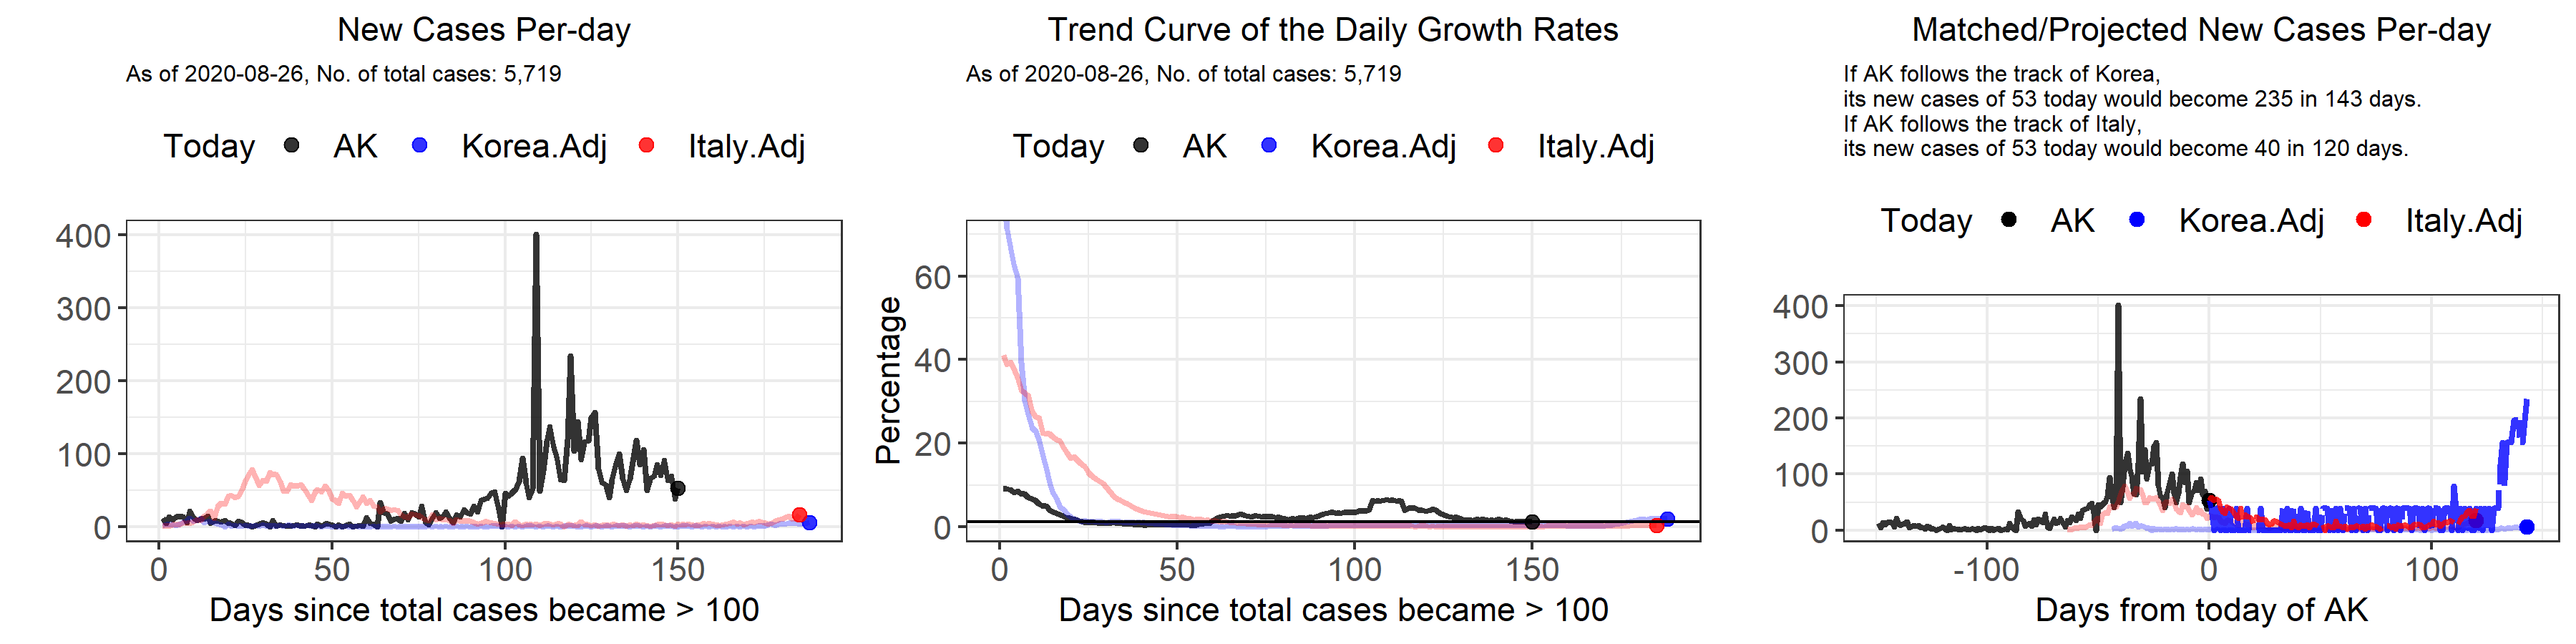 New Cases Per-day
As of 2020-08-26, No. of total cases: 5,719
Today AK Korea.Adj Italy.Adj
400
300
200
100
0
0 50 100 150
Days since total cases became > 100
Trend Curve of the Daily Growth Rates
As of 2020-08-26, No. of total cases: 5,719
Today AK Korea.Adj Italy.Adj
Percentage
60
40
20
0
0 50 100 150
Days since total cases became > 100
Matched/Projected New Cases Per-day
If AK follows the track of Korea,
its new cases of 53 today would become 235 in 143 days.
If AK follows the track of Italy,
its new cases of 53 today would become 40 in 120 days.
Today AK Korea.Adj Italy.Adj
400
300
200
100
0
-100 0 100
Days from today of AK